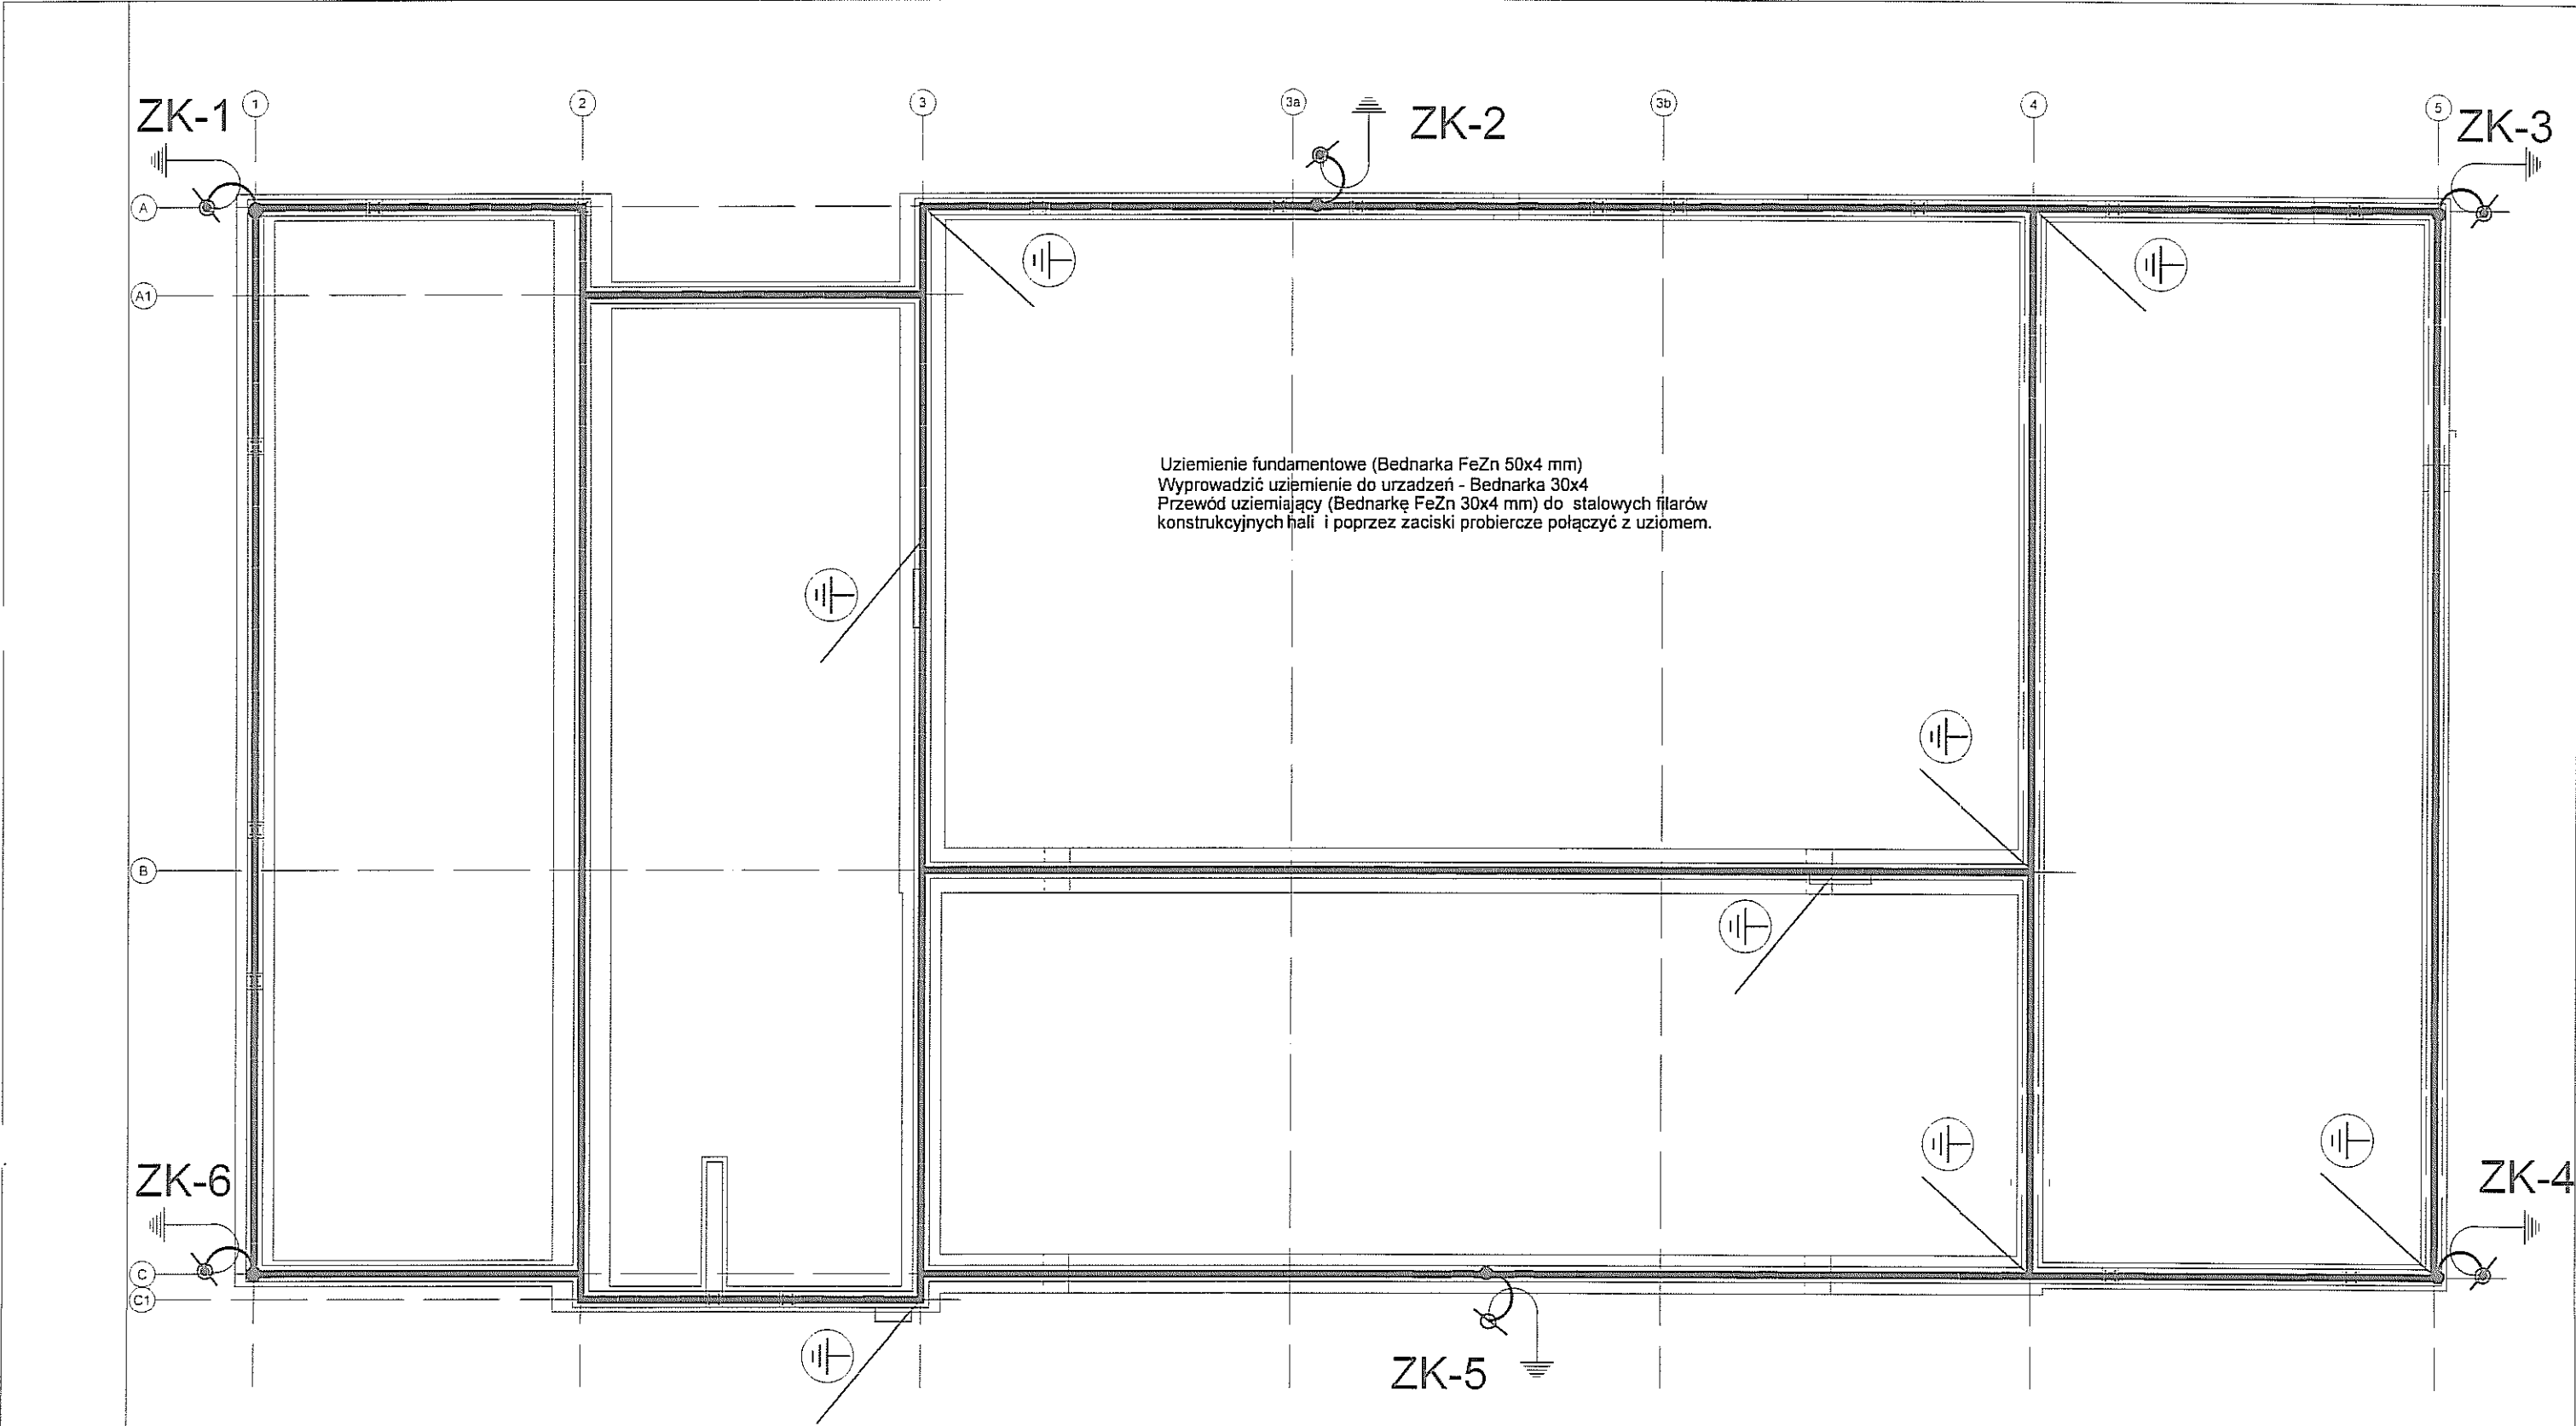 ZK-1
1
2
3
3a
ZK-2
3b
4
5
ZK-3
A
A1
Uziemienie fundamentowe (Bednarka FeZn 50x4 mm)
Wyprowadzić uziemienie do urzadzeń - Bednarka 30x4
Przewód uziemiający (Bednarkę FeZn 30x4 mm) do stalowych filarów
konstrukcyjnych hali i poprzez zaciski probiercze połączyć z uziomem.
B
ZK-6
ZK-4
C
C1
ZK-5